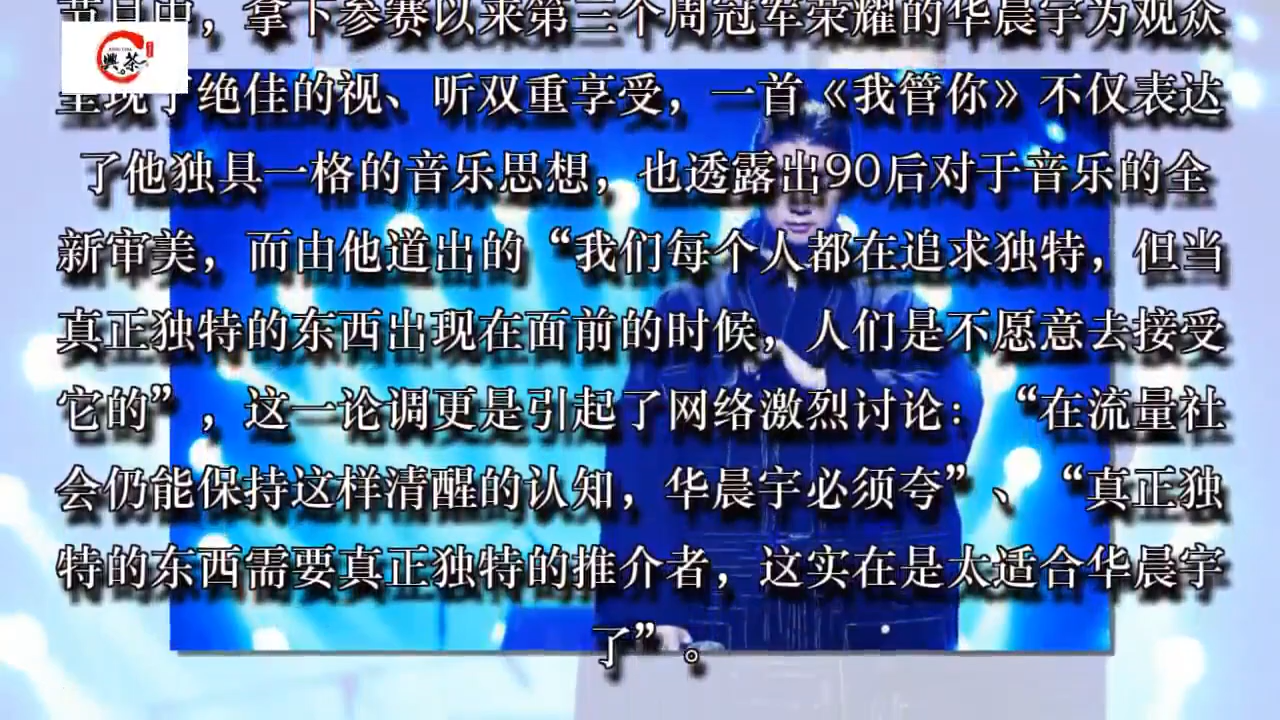 節目中，拿下参赛以来第三个周冠军荣耀的华晨宇为观众
興茶
呈现了绝佳的视、听双重享受，一首《我管你》不仅表达
了他独具一格的音乐思想，也透露出90后对于音乐的全
新审美，而由他道出的“我们每个人都在追求独特，但当
真正独特的东西出现在面前的时候，人们是不愿意去接受
它的”，这一论调更是引起了网络激烈讨论：“在流量社
会仍能保持这样清醒的认知，华晨宇必须夸”、“真正独
特的东西需要真正独特的推介者，这实在是太适合华晨宇
了”。